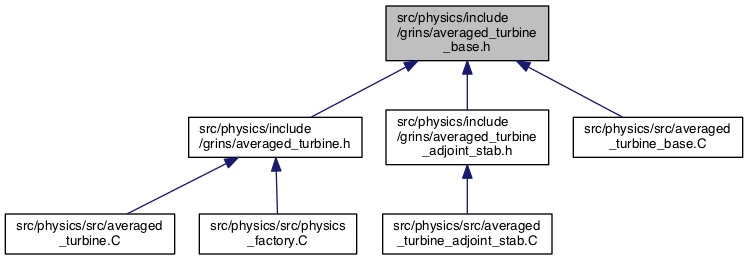 src/physics/include
/grins/averaged_turbine
_base.h
src/physics/include
/grins/averaged_turbine.h
src/physics/include
/grins/averaged_turbine
_adjoint_stab.h
src/physics/src/averaged
_turbine_base.C
src/physics/src/averaged
_turbine.C
src/physics/src/physics
_factory.C
src/physics/src/averaged
_turbine_adjoint_stab.C